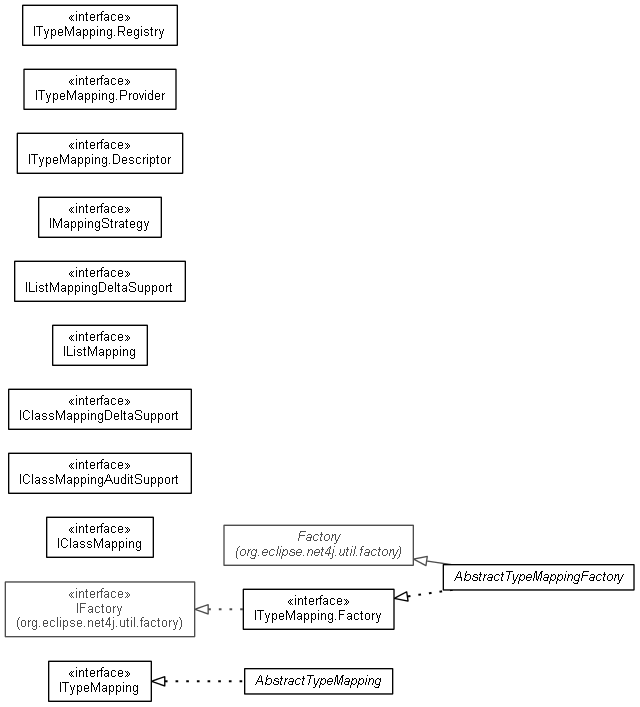 «interface»
ITypeMapping.Registry
«interface»
ITypeMapping.Provider
«interface»
ITypeMapping.Descriptor
«interface»
IMappingStrategy
«interface»
IListMappingDeltaSupport
«interface»
IListMapping
«interface»
IClassMappingDeltaSupport
«interface»
IClassMappingAuditSupport
«interface»
IClassMapping
Factory
(org.eclipse.net4j.util.factory)
AbstractTypeMappingFactory
«interface»
IFactory
(org.eclipse.net4j.util.factory)
«interface»
ITypeMapping.Factory
«interface»
ITypeMapping
AbstractTypeMapping